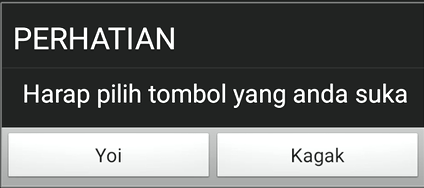 PERHATIAN
Harap pilih tombol yang anda suka
Yoi
Kagak